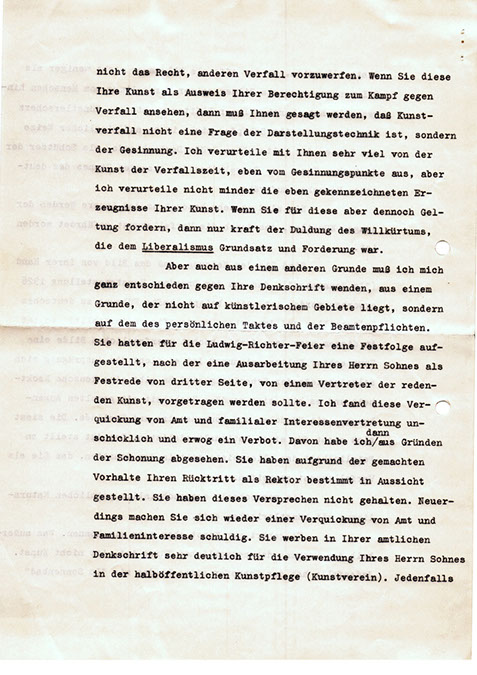 nicht das Recht, anderen Verfall vorzuwerfen. Wenn Sie diese
Ihre Kunst als Ausweis Ihrer Berechtigung zum Kampf gegen
Verfall ansehen, dann muß Ihnen gesagt werden, daß Kunst-
verfall nicht eine Frage der Darstellungstechnik ist, sondern
der Gesinnung. Ich verurteile mit Ihnen sehr viel von der
Kunst der Verfallszeit, eben vom Gesinnungspunkte aus, aber
ich verurteile nicht minder die eben gekennzeichneten Er-
zeugnisse Ihrer Kunst. Wenn Sie für diese aber dennoch Gel-
tung fordern, dann nur kraft der Duldung des Willkürtums,
die dem Liberalismus Grundsatz und Forderung war.
Aber auch aus einem anderen Grunde muß ich mich
ganz entschieden gegen Ihre Denkschrift wenden, aus einem
Grunde, der nicht auf künstlerischem Gebiete liegt, sondern
auf dem des persönlichen Taktes und der Beamtenpflichten.
Sie hatten für die Ludwig-Richter-Feier eine Festfolge auf-
gestellt, nach der eine Ausarbeitung Ihres Herrn Sohnes als
Festrede von dritter Seite, von einem Vertreter der reden-
den Kunst, vorgetragen werden sollte. Ich fand diese Ver-
quickung von Amt und familialer Interessenvertretung un-
schicklich und erwog ein Verbot. Davon habe ich/dann aus Gründen
der Schonung abgesehen. Sie haben aufgrund der gemachten
Vorhalte Ihren Rücktritt als Rektor bestimmt in Aussicht
gestellt. Sie haben dieses Versprechen nicht gehalten. Neuer-
dings machen Sie sich wieder einer Verquickung von Amt und
Familieninteresse schuldig. Sie werben in Ihrer amtlichen
Denkschrift sehr deutlich für die Verwendung Ihres Herrn Sohnes
in der halböffentlichen Kunstpflege (Kunstverein). Jedenfalls